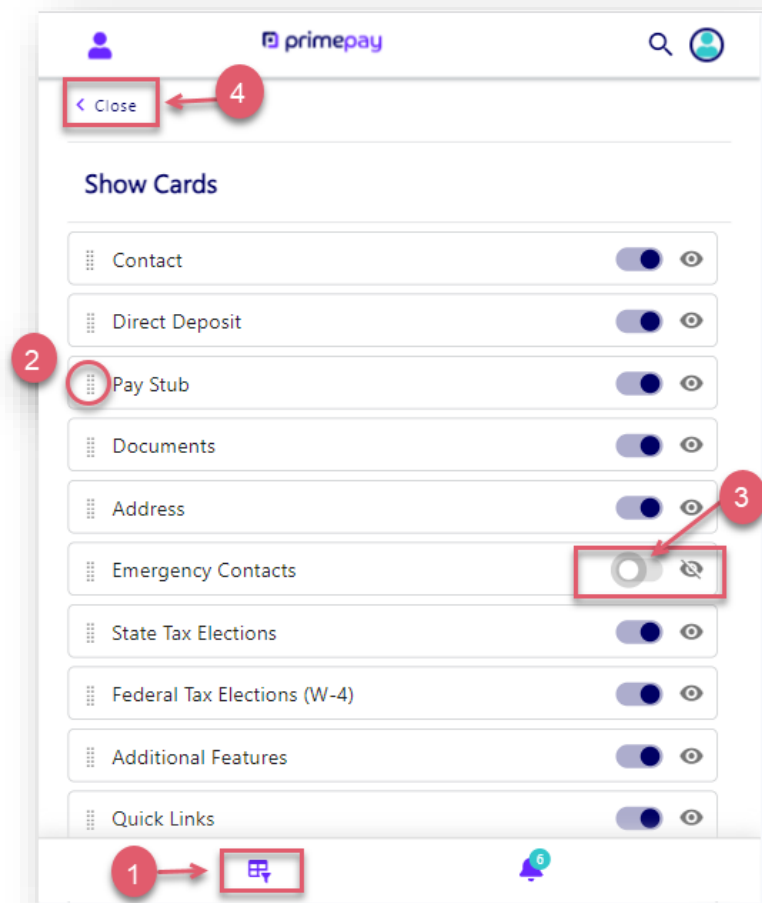 primepay
4
Close
Show Cards
Contact
Direct Deposit
2
Pay Stub
Documents
3
Address
Emergency Contacts
State Tax Elections
Federal Tax Elections (W-4)
Additional Features
Quick Links
1
6